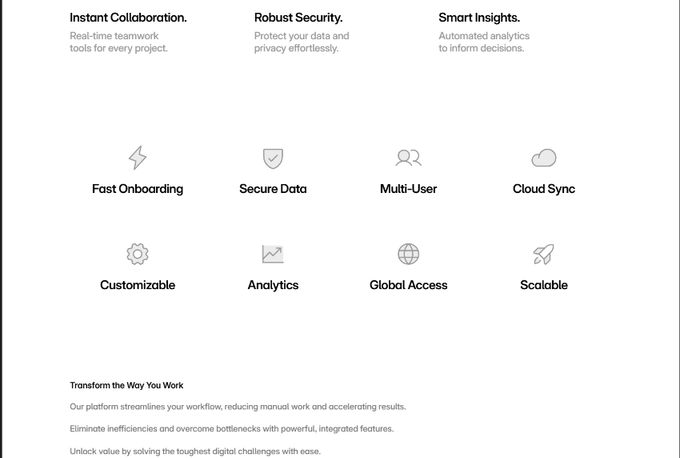 Instant Collaboration.
Real-time teamwork
tools for every project.
Robust Security.
Protect your data and
privacy effortlessly.
Smart Insights.
Automated analytics
to inform decisions.
Fast Onboarding
Secure Data
Multi-User
Cloud Sync
Customizable
Analytics
Global Access
Scalable
Transform the Way You Work
Our platform streamlines your workflow, reducing manual work and accelerating results.
Eliminate inefficiencies and overcome bottlenecks with powerful, integrated features.
Unlock value by solving the toughest digital challenges with ease.